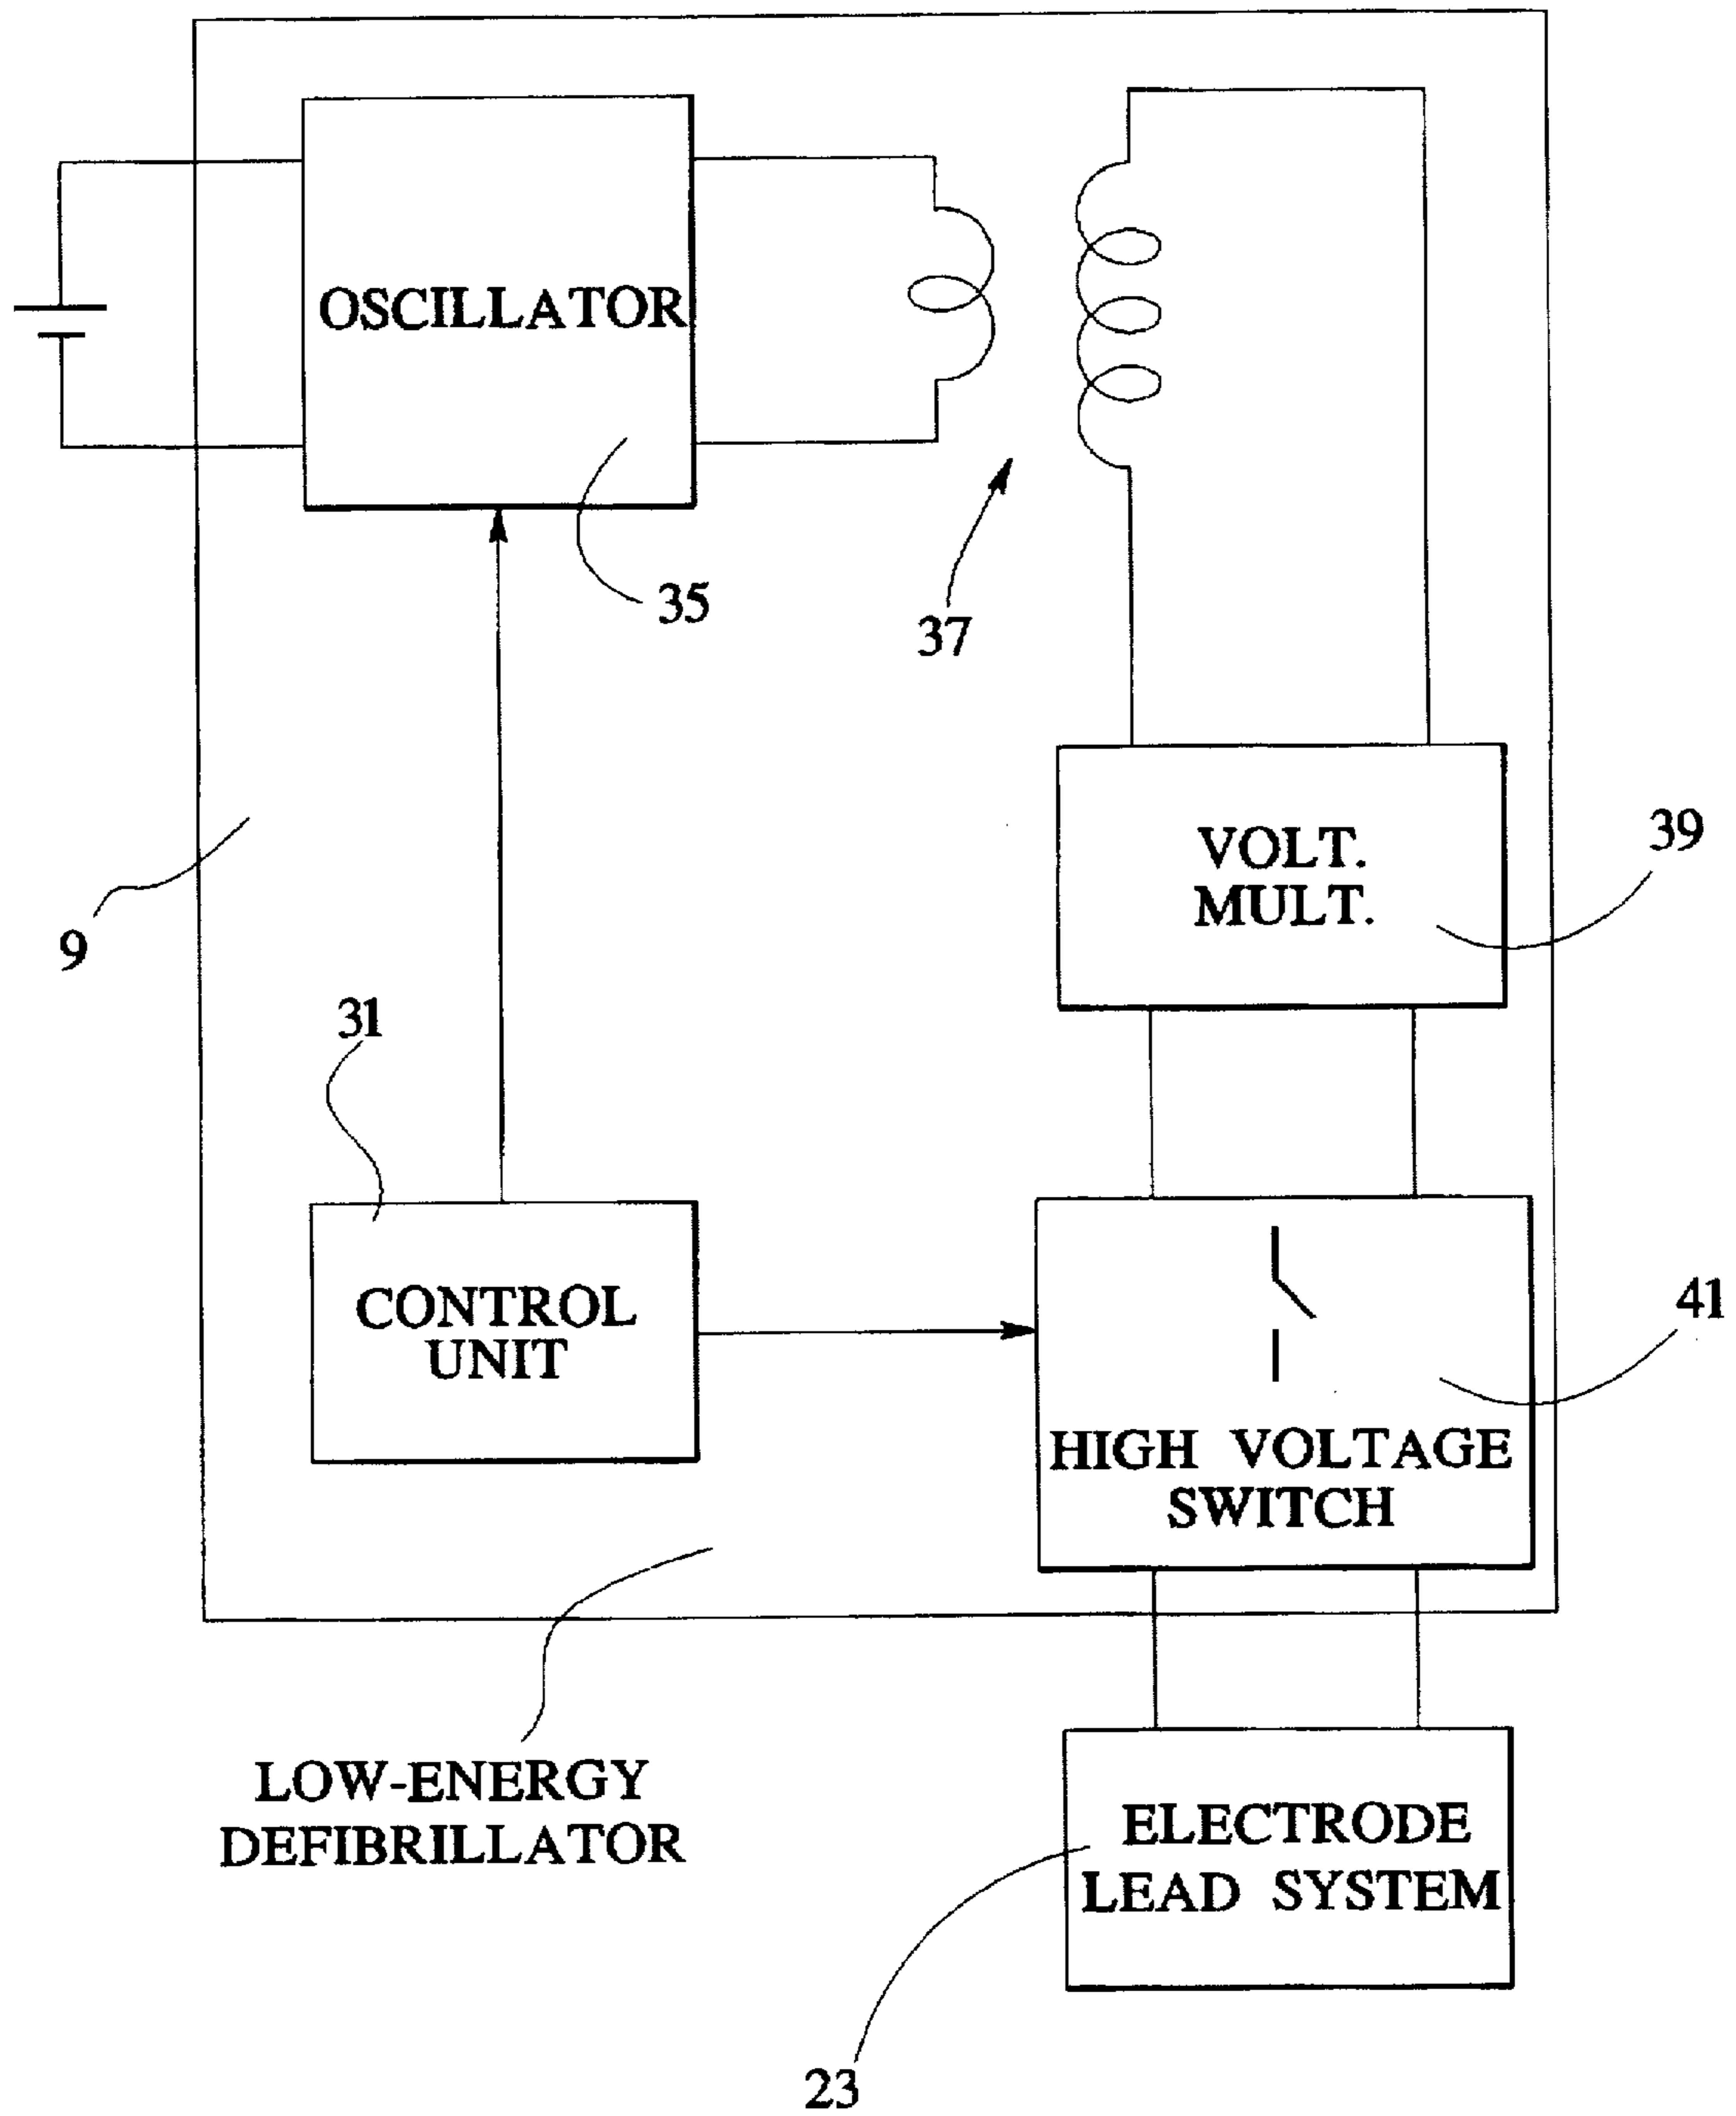 OSCILLATOR
35
37
VOLT.
MULT.
39
9
31
CONTROL
UNIT
41
HIGH VOLTAGE
SWITCH
LOW-ENERGY
DEFIBRILLATOR
ELECTRODE
LEAD SYSTEM
23